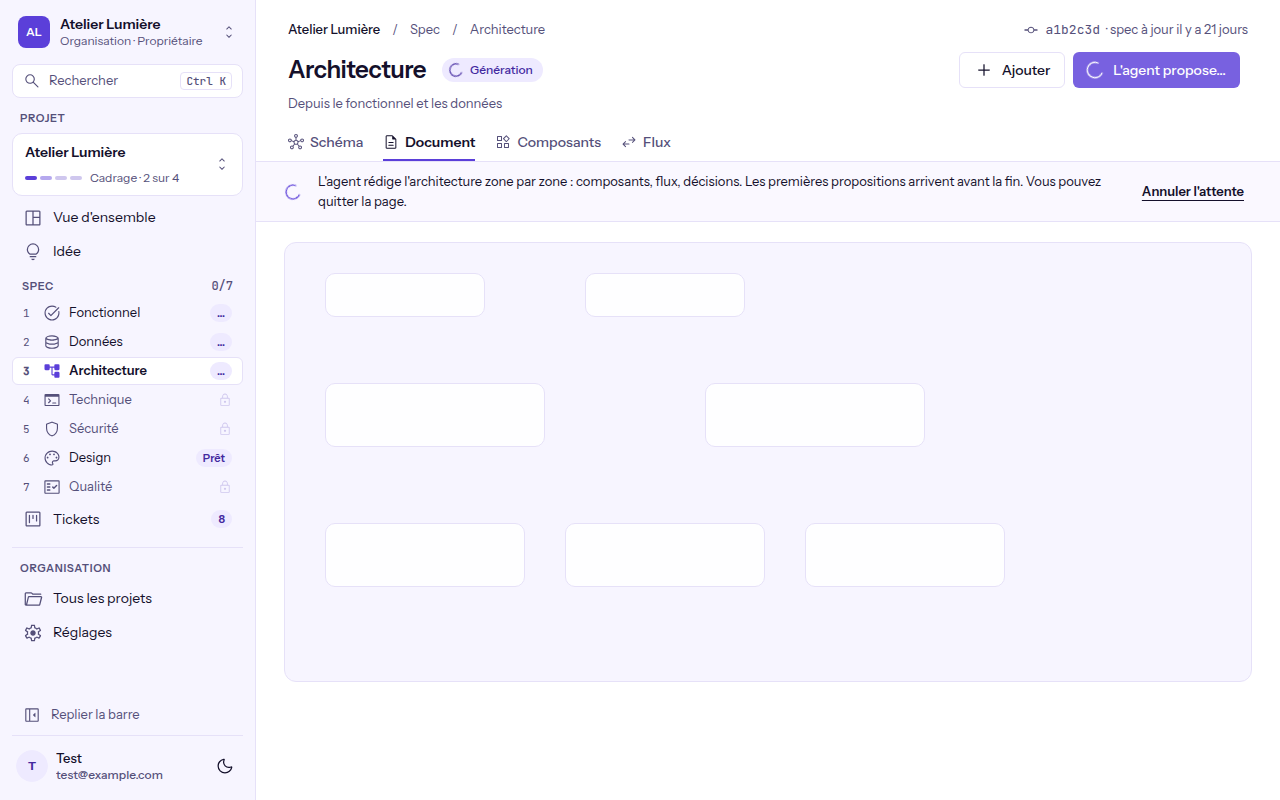 AL
Atelier Lumière
Organisation · Propriétaire
Rechercher
Ctrl K
PROJET
Atelier Lumière
Cadrage · 2 sur 4
Vue d'ensemble
Idée
SPEC 0/7
1 Fonctionnel ...
2 Données ...
3 Architecture ...
4 Technique
5 Sécurité
6 Design Prêt
7 Qualité
Tickets 8
ORGANISATION
Tous les projets
Réglages
Replier la barre
T
Test
test@example.com
Atelier Lumière / Spec / Architecture
a1b2c3d · spec à jour il y a 21 jours
Architecture
Génération
Ajouter
L'agent propose…
Depuis le fonctionnel et les données
Schéma
Document
Composants
Flux
L'agent rédige l'architecture zone par zone : composants, flux, décisions. Les premières propositions arrivent avant la fin. Vous pouvez
quitter la page.
Annuler l'attente